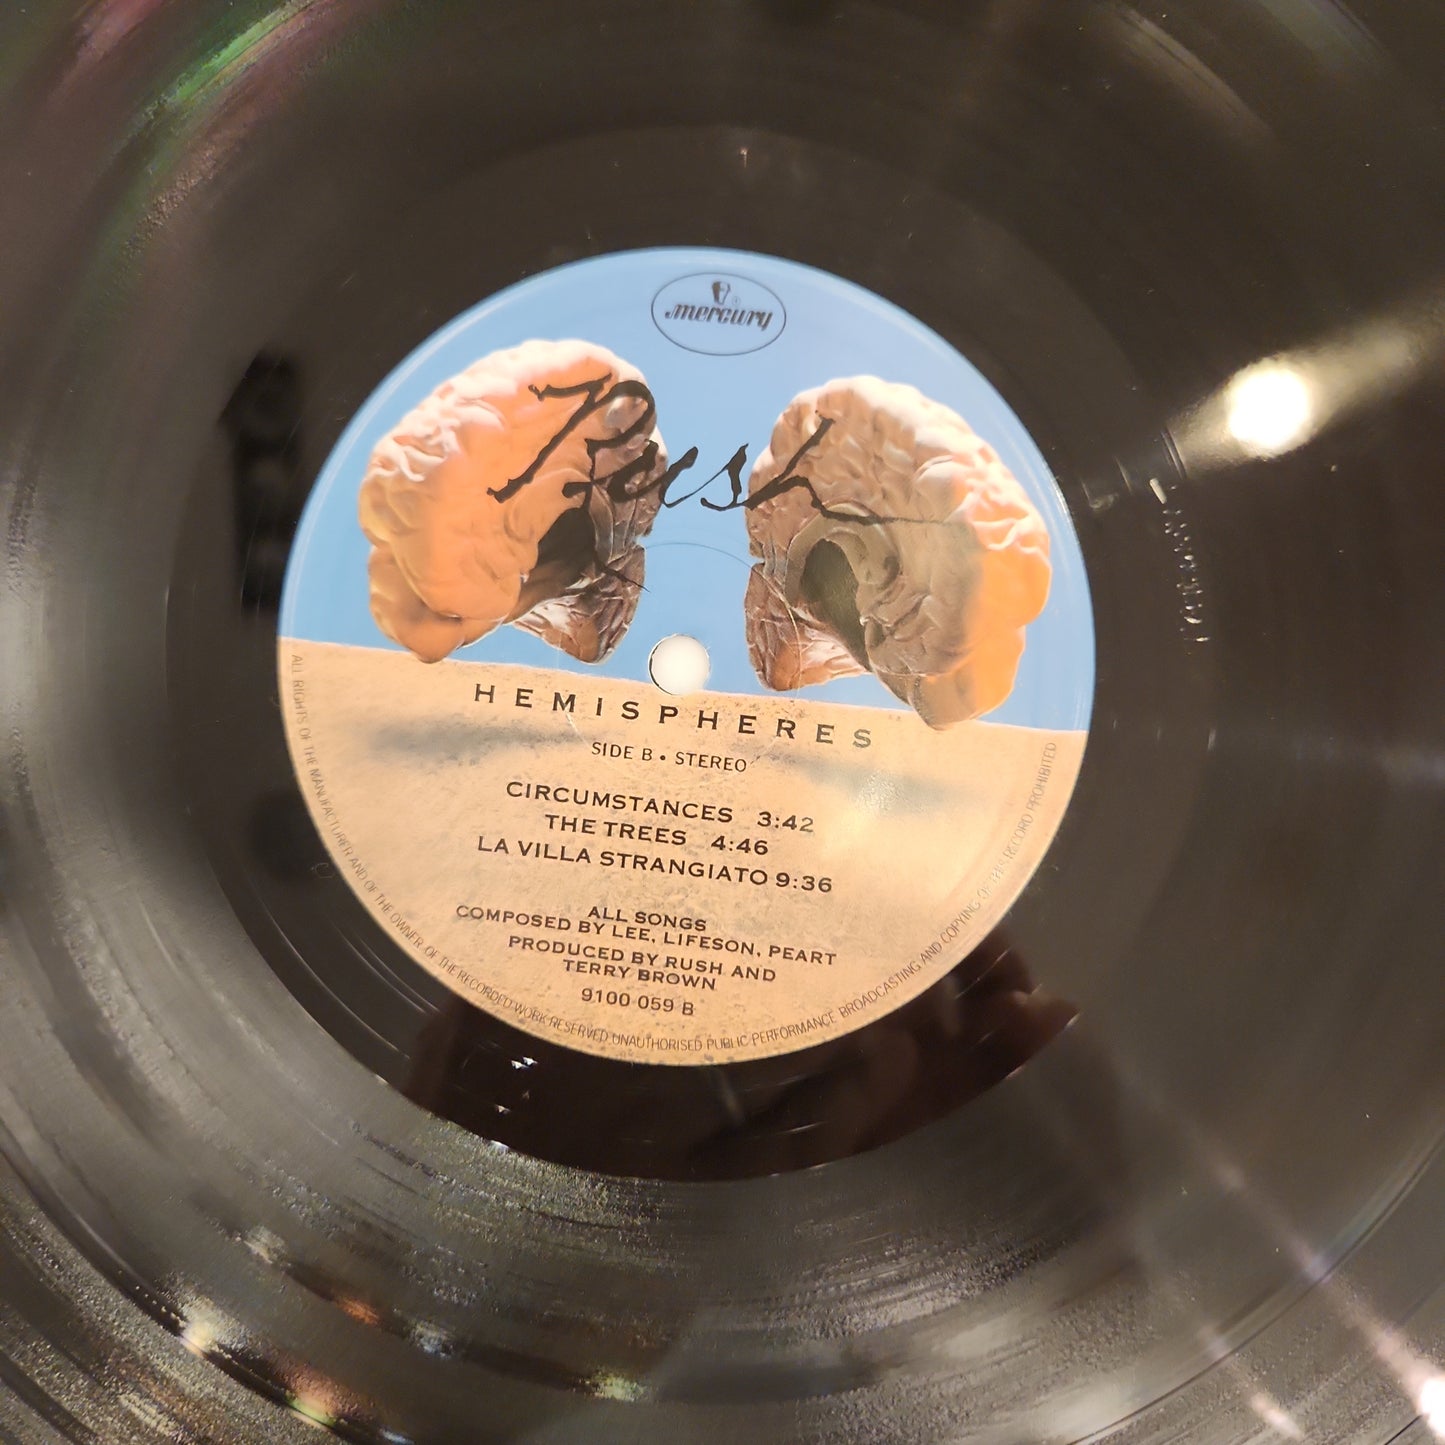 mercury
Rush
HEMISPHERES
SIDE B • STEREO
CIRCUMSTANCES 3:42
THE TREES 4:46
LA VILLA STRANGIATO 9:36
ALL SONGS
COMPOSED BY LEE, LIFESON, PEART
PRODUCED BY RUSH AND
TERRY BROWN
9100 059 B
ALL RIGHTS OF THE MANUFACTURER AND OF THE OWNER OF THE RECORDED WORK RESERVED UNAUTHORISED PUBLIC PERFORMANCE BROADCASTING AND COPYING OF THIS RECORD PROHIBITED